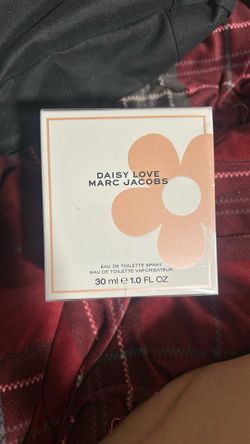 DAISY LOVE
MARC JACOBS
EAU DE TOILETTE SPRAY
EAU DE TOILETTE VAPORISATEUR
30 ml ℮ 1.0 FL OZ